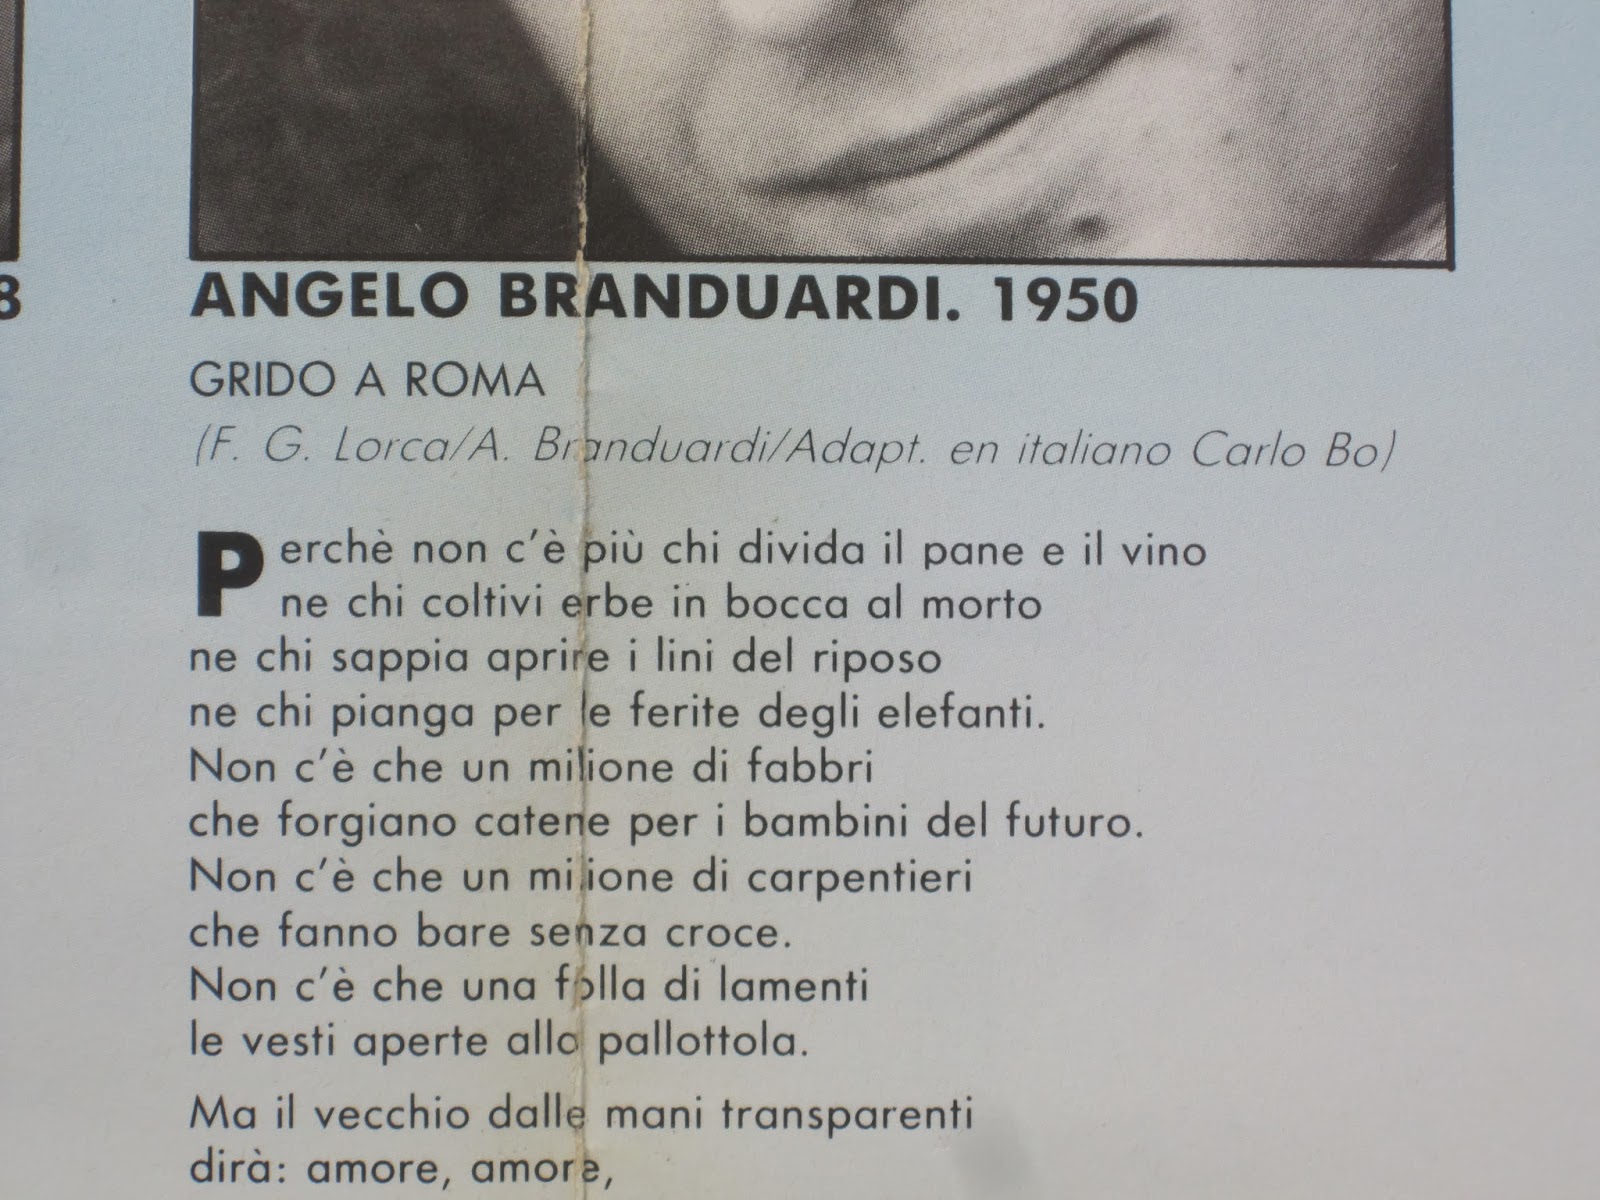 8
ANGELO BRANDUARDI. 1950
GRIDO A ROMA
(F. G. Lorca/A. Branduardi/Adapt. en italiano Carlo Bo)
Perchè non c'è più chi divida il pane e il vino
ne chi coltivi erbe in bocca al morto
ne chi sappia aprire i lini del riposo
ne chi pianga per le ferite degli elefanti.
Non c'è che un milione di fabbri
che forgiano catene per i bambini del futuro.
Non c'è che un milione di carpentieri
che fanno bare senza croce.
Non c'è che una folla di lamenti
le vesti aperte alla pallottola.
Ma il vecchio dalle mani transparenti
dirà: amore, amore,